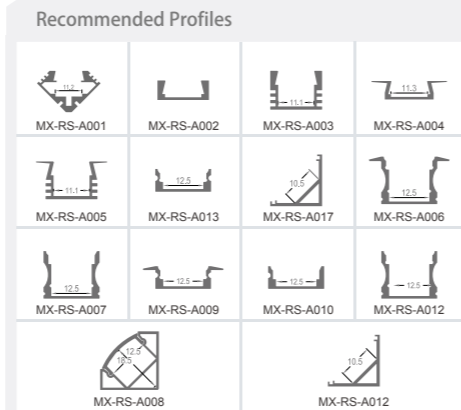 Recommended Profiles
11.2
11.1
11.3
MX-RS-A001 MX-RS-A002 MX-RS-A003 MX-RS-A004
11.1
12.5
10.5
12.5
MX-RS-A005 MX-RS-A013 MX-RS-A017 MX-RS-A006
12.5
12.5
12.5
12.5
MX-RS-A007 MX-RS-A009 MX-RS-A010 MX-RS-A012
12.5
18.5
10.5
MX-RS-A008 MX-RS-A012